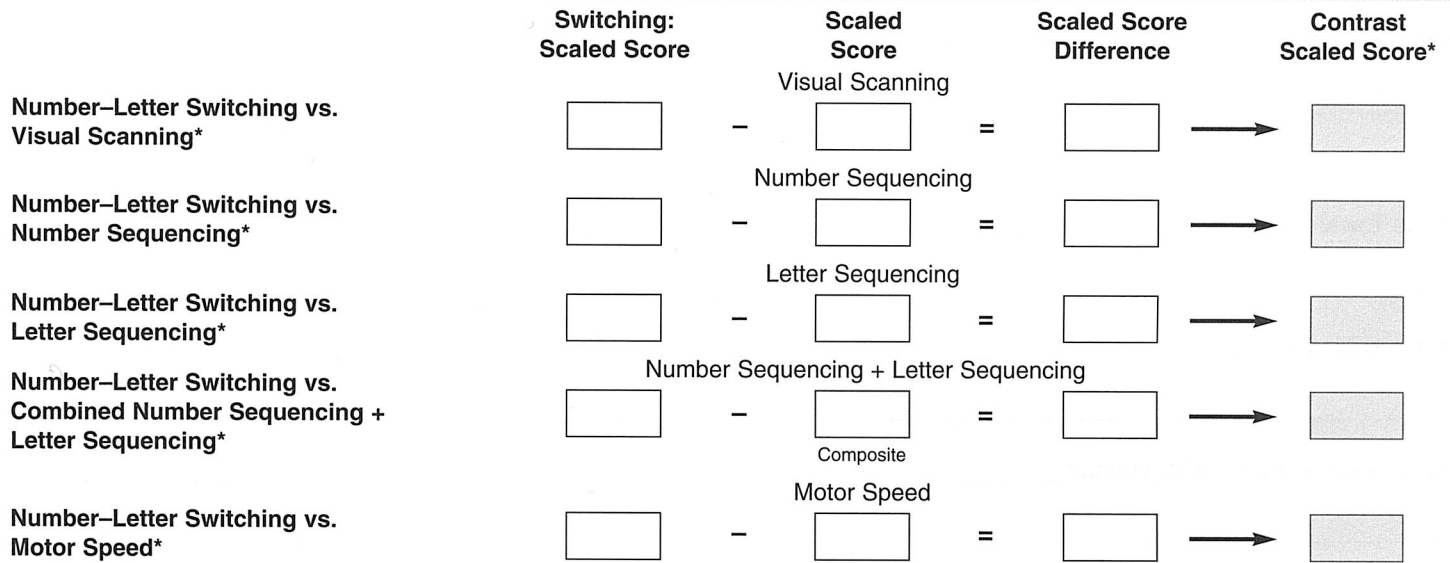 Switching: Scaled Score Scaled Contrast
Scaled Score Score Difference Scaled Score*
Visual Scanning
Number–Letter Switching vs.
Visual Scanning*
– =
Number Sequencing
Number–Letter Switching vs.
Number Sequencing*
– =
Letter Sequencing
Number–Letter Switching vs.
Letter Sequencing*
– =
Number Sequencing + Letter Sequencing
Number–Letter Switching vs.
Combined Number Sequencing +
Letter Sequencing*
– =
Composite
Motor Speed
Number–Letter Switching vs.
Motor Speed*
– =